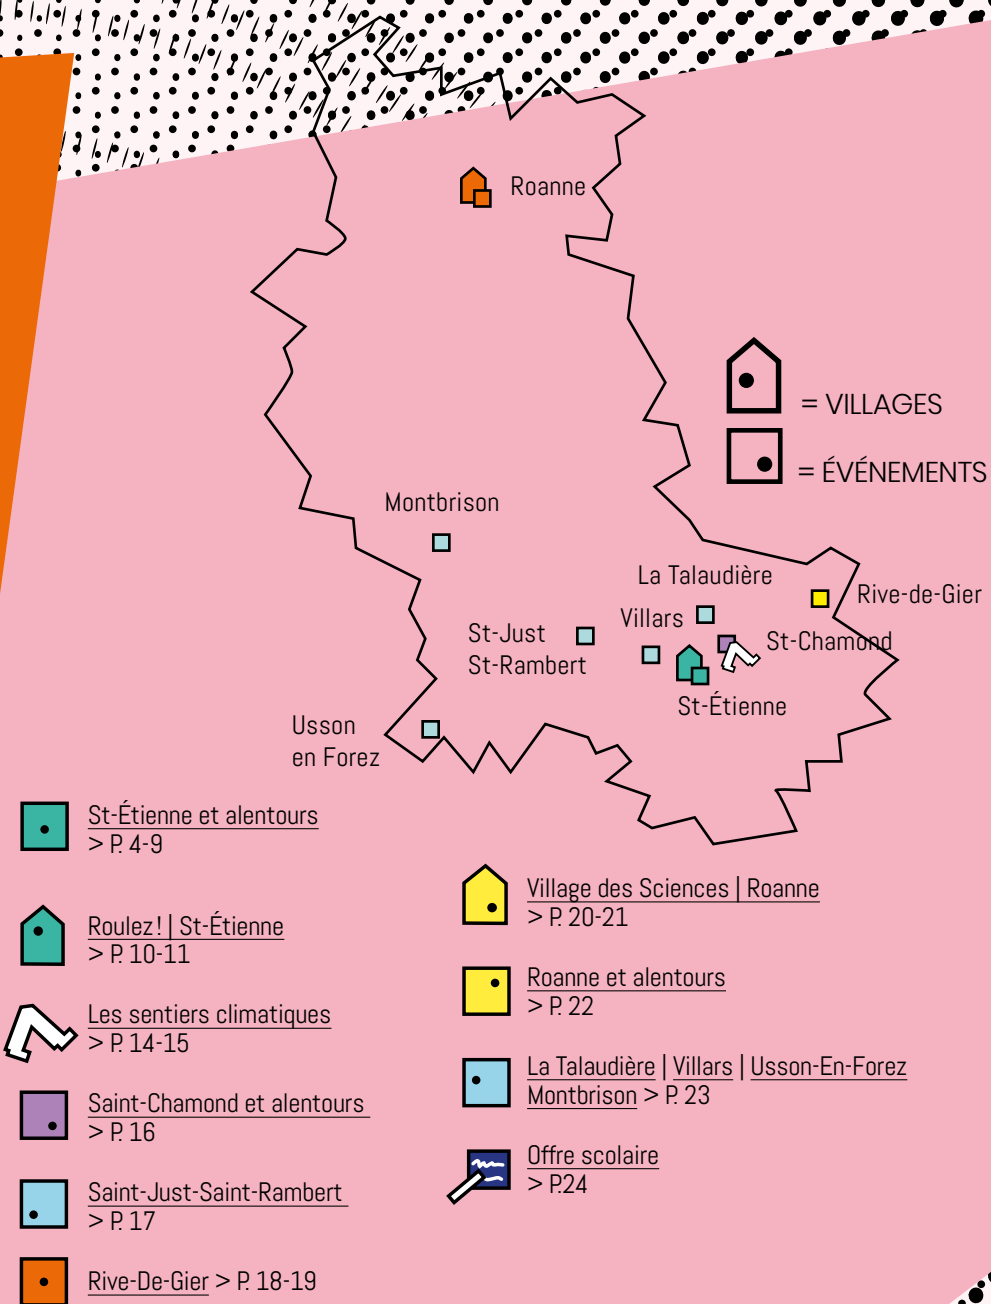 Roanne
= VILLAGES
= ÉVÉNEMENTS
Montbrison
La Talaudière
Rive-de-Gier
Villars
St-Just
St-Rambert
St-Chamond
St-Étienne
Usson
en Forez
St-Étienne et alentours
> P. 4-9
Roulez! | St-Étienne
> P. 10-11
Les sentiers climatiques
> P. 14-15
Saint-Chamond et alentours
> P. 16
Saint-Just-Saint-Rambert
> P. 17
Rive-De-Gier > P. 18-19
Village des Sciences | Roanne
> P. 20-21
Roanne et alentours
> P. 22
La Talaudière | Villars | Usson-En-Forez
Montbrison > P. 23
Offre scolaire
> P.24